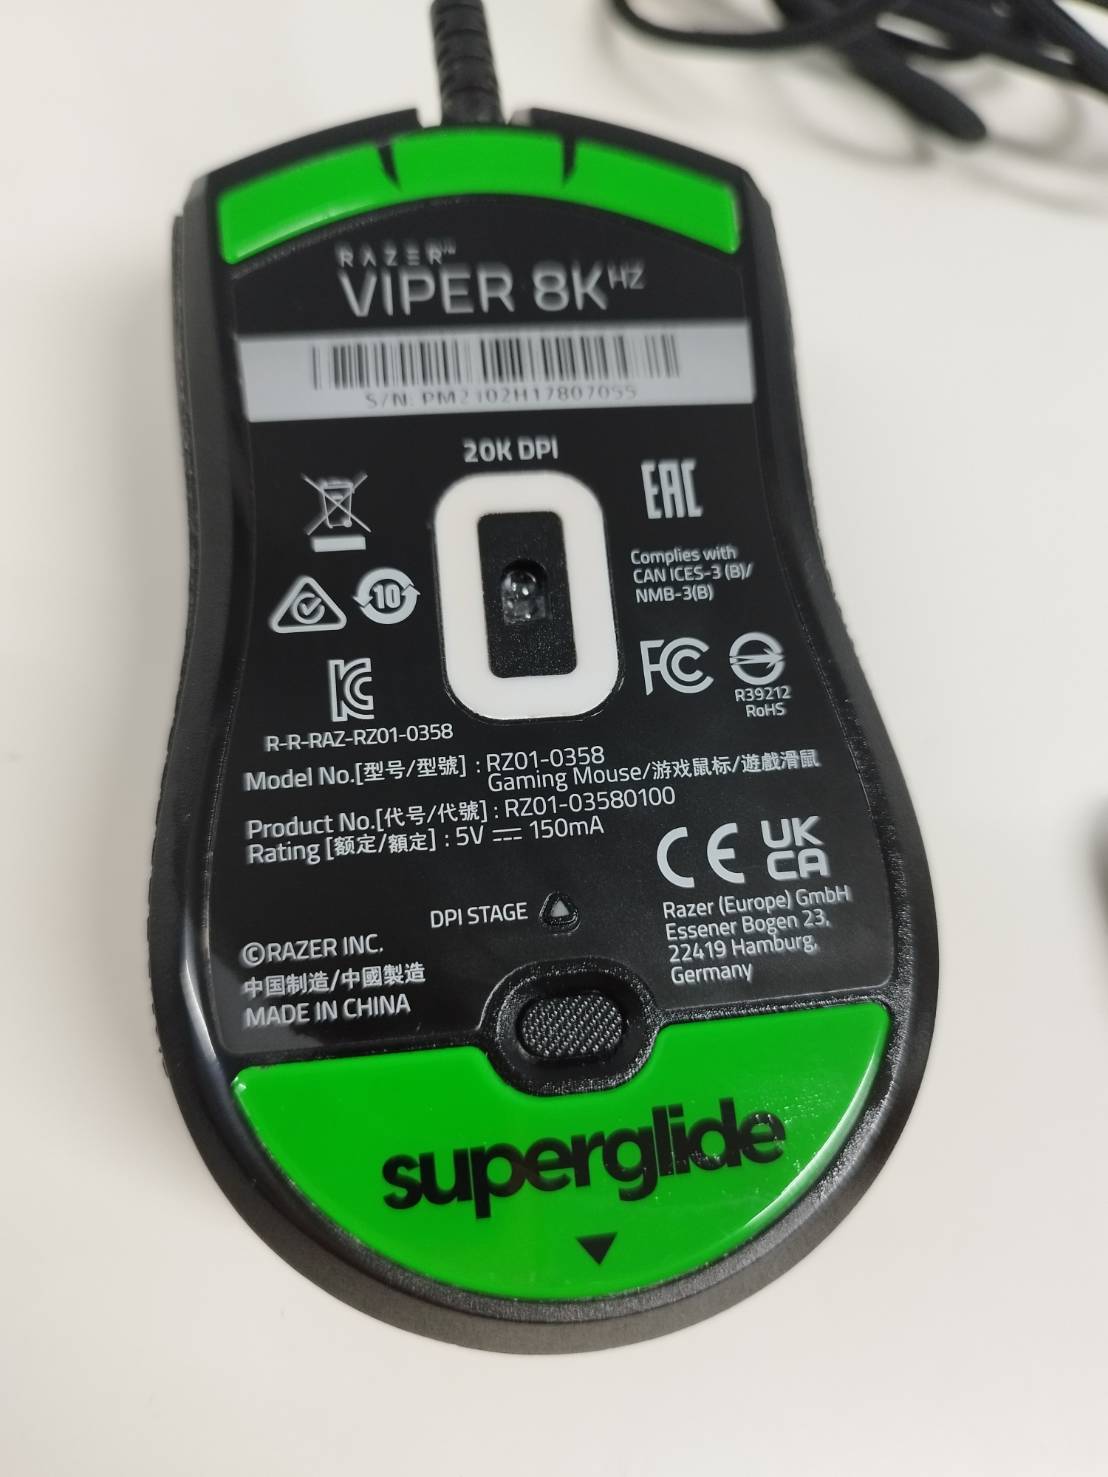 RAZER™
VIPER 8KHZ
S/N: PM2102H17807055
20K DPI
EAC
Complies with
CAN ICES-3 (B)/
NMB-3(B)
10
FC
R39212
RoHS
R-R-RAZ-RZ01-0358
Model No.[型号/型號] : RZ01-0358
Gaming Mouse/游戏鼠标/遊戲滑鼠
Product No.[代号/代號] : RZ01-03580100
Rating [额定/額定] : 5V ⎓ 150mA
CE UK
CA
DPI STAGE
Razer (Europe) GmbH
Essener Bogen 23,
22419 Hamburg,
Germany
©RAZER INC.
中国制造/中國製造
MADE IN CHINA
superglide